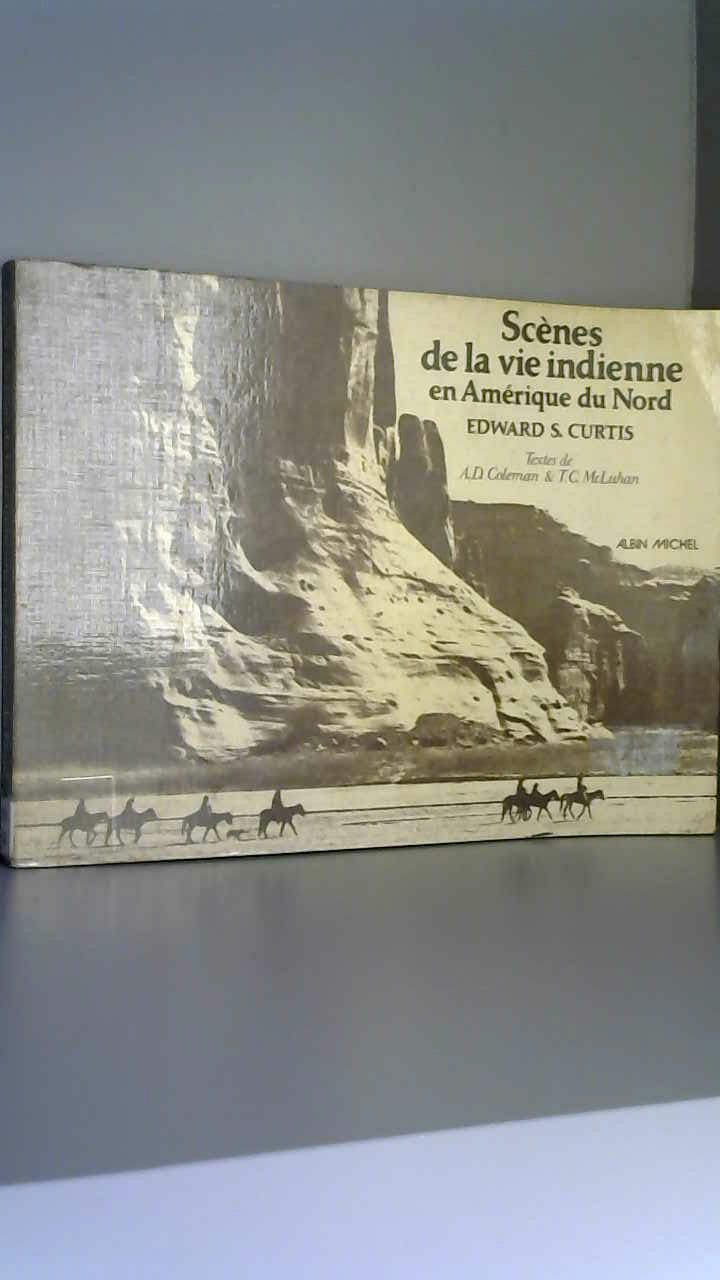 Scènes
de la vie indienne
en Amérique du Nord
EDWARD S. CURTIS
Textes de
A.D. Coleman & T.C. McLuhan
ALBIN MICHEL